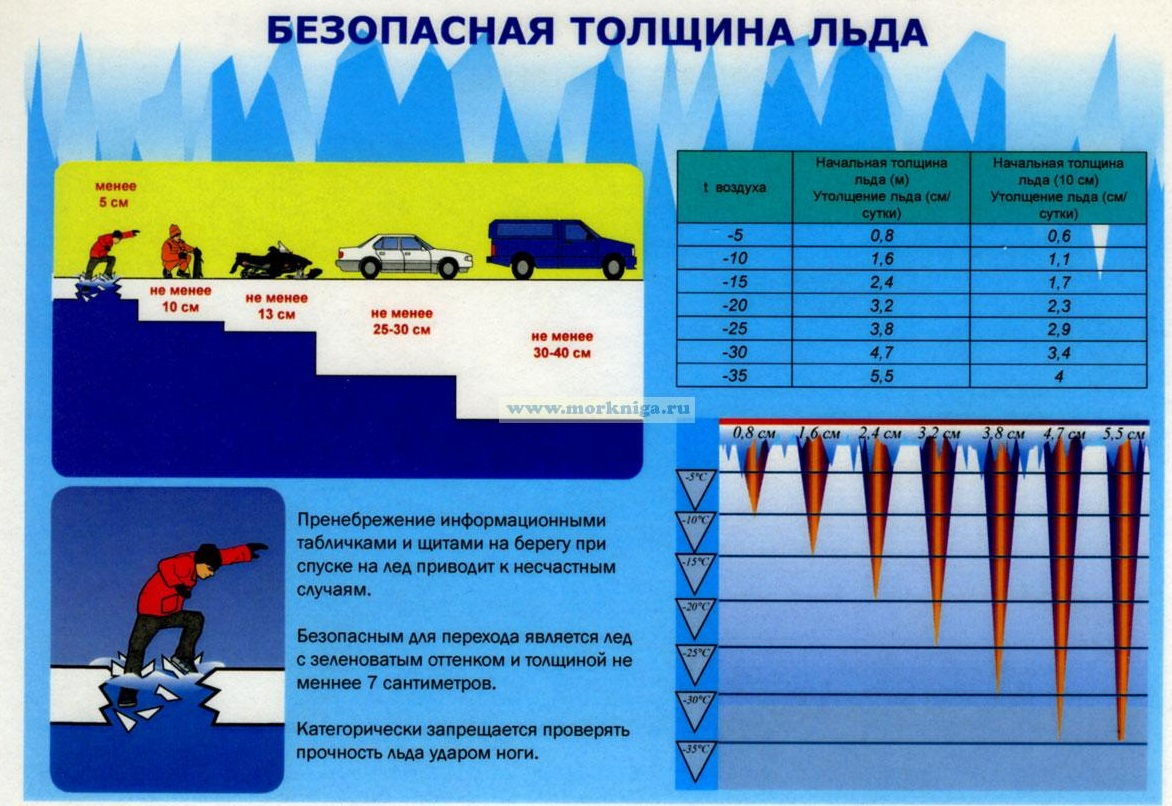 БЕЗОПАСНАЯ ТОЛЩИНА ЛЬДА
менее
5 см
не менее
10 см
не менее
13 см
не менее
25-30 см
не менее
30-40 см
t воздуха
Начальная толщина
льда (м)
Утолщение льда (см/
сутки)
Начальная толщина
льда (10 см)
Утолщение льда (см/
сутки)
-5 0,8 0,6
-10 1,6 1,1
-15 2,4 1,7
-20 3,2 2,3
-25 3,8 2,9
-30 4,7 3,4
-35 5,5 4
www.morkniga.ru
0,8 см 1,6 см 2,4 см 3,2 см 3,8 см 4,7 см 5,5 см
-5°C
-10°C
-15°C
-20°C
-25°C
-30°C
-35°C
Пренебрежение информационными
табличками и щитами на берегу при
спуске на лед приводит к несчастным
случаям.
Безопасным для перехода является лед
с зеленоватым оттенком и толщиной не
меннее 7 сантиметров.
Категорически запрещается проверять
прочность льда ударом ноги.